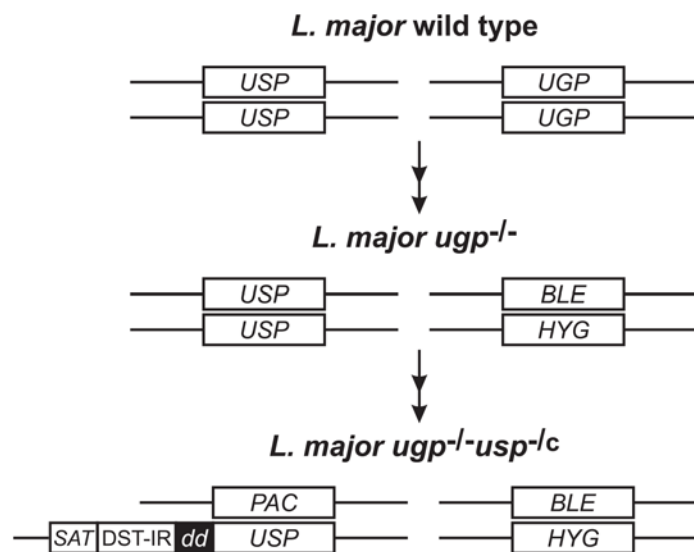 L. major wild type
USP UGP
USP UGP
L. major ugp-/-
USP BLE
USP HYG
L. major ugp-/-usp-/c
PAC BLE
SAT DST-IR dd USP HYG